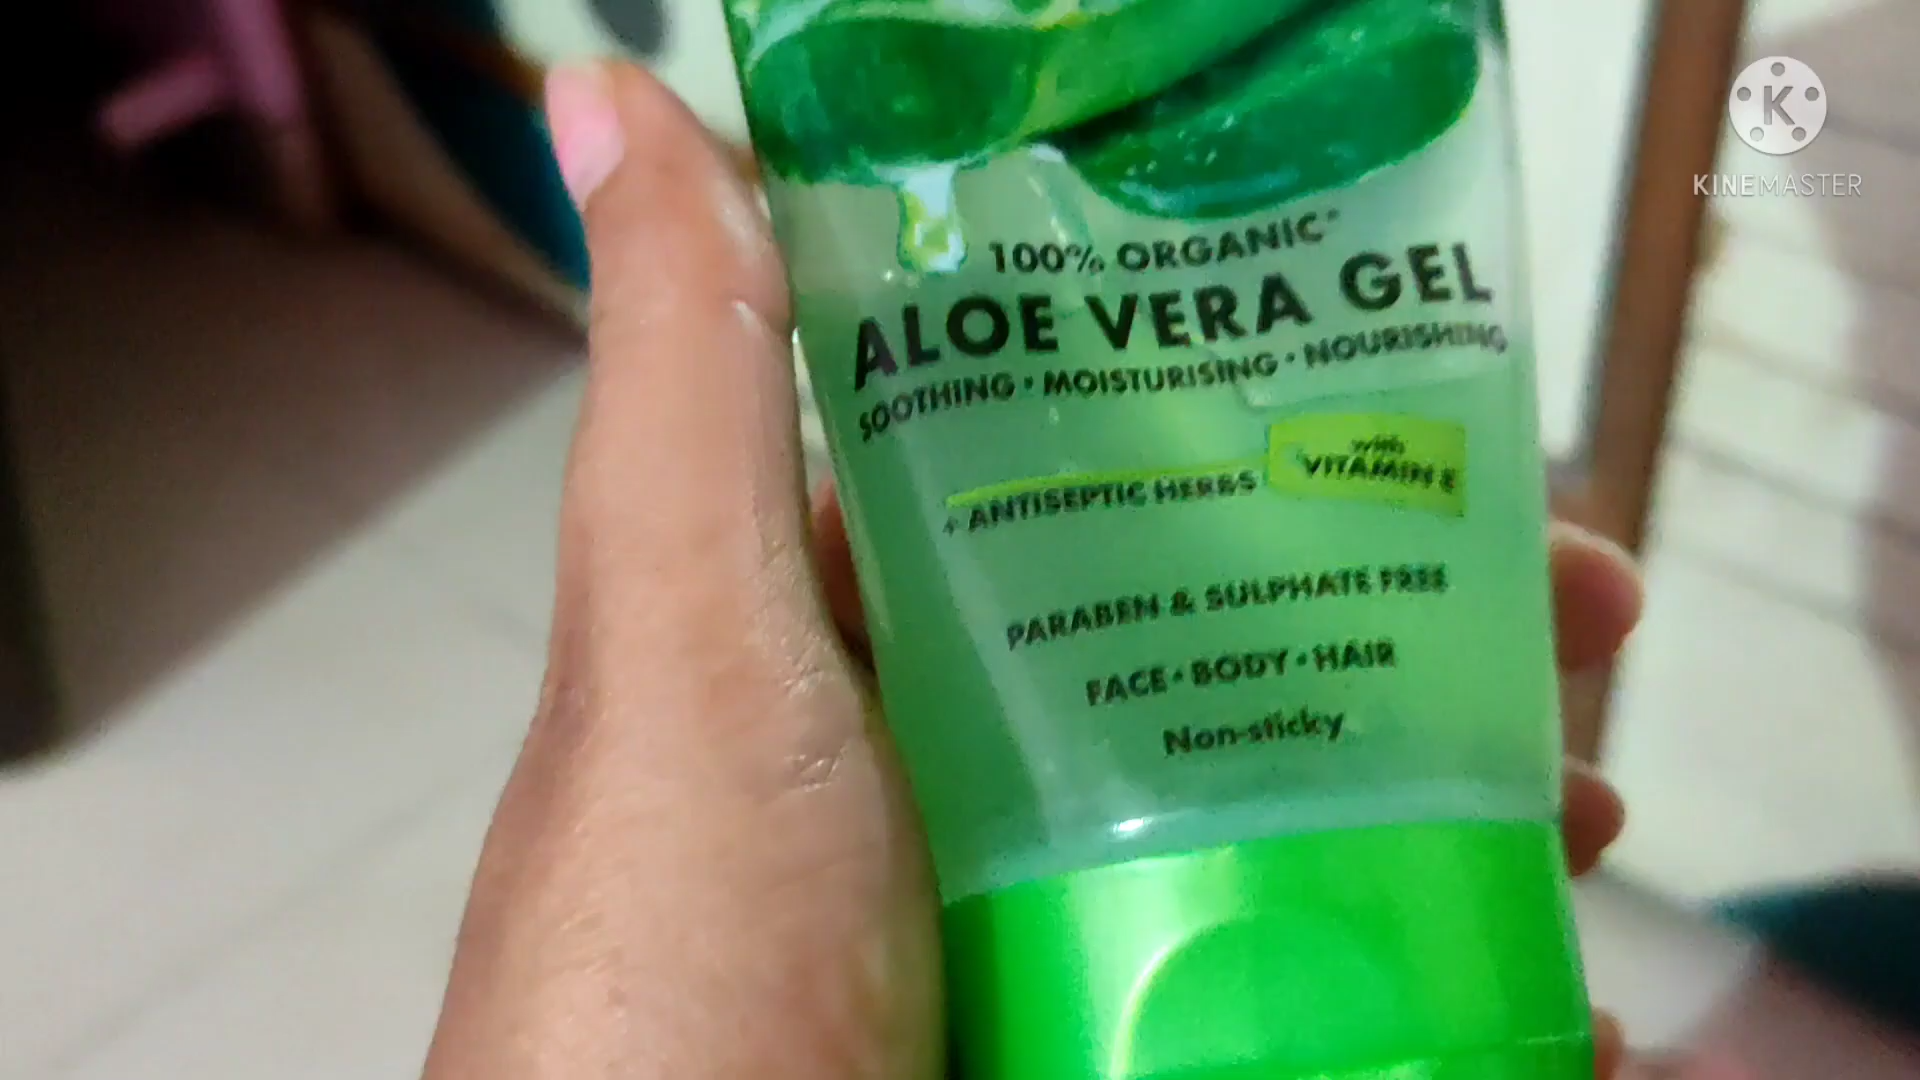 100% ORGANIC*
ALOE VERA GEL
SOOTHING • MOISTURISING • NOURISHING
with
VITAMIN E
+ ANTISEPTIC HERBS
PARABEN & SULPHATE FREE
FACE • BODY • HAIR
Non-sticky
K
KINEMASTER